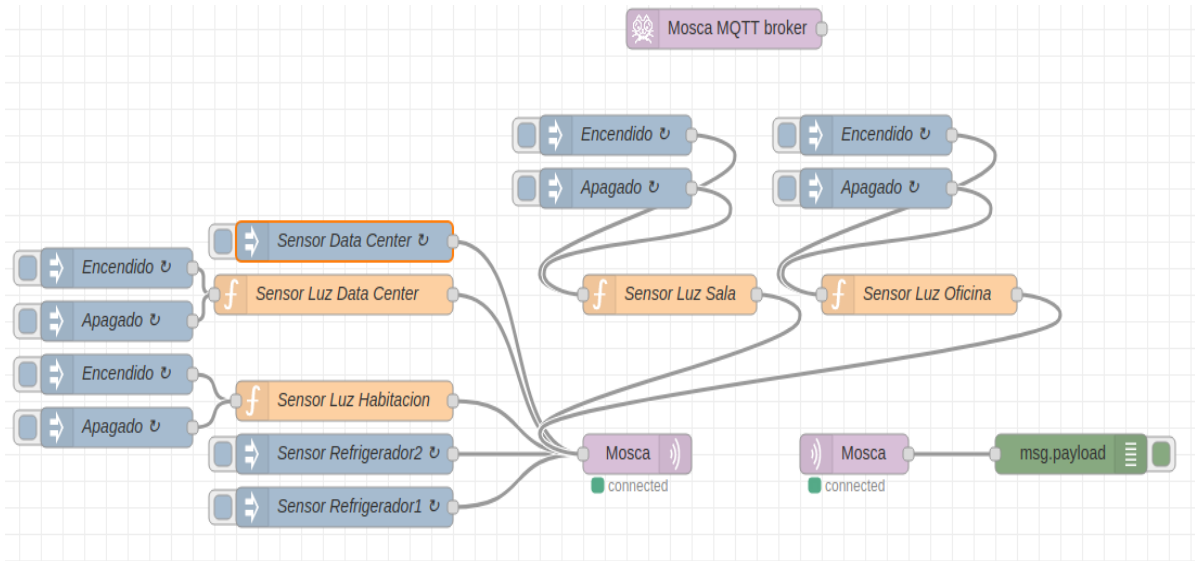 Mosca MQTT broker
Encendido ↻
Encendido ↻
Apagado ↻
Apagado ↻
Sensor Data Center ↻
Encendido ↻
Sensor Luz Data Center
Sensor Luz Sala
Sensor Luz Oficina
Apagado ↻
Encendido ↻
Sensor Luz Habitacion
Apagado ↻
Sensor Refrigerador2 ↻
Mosca
Mosca
msg.payload
connected
connected
Sensor Refrigerador1 ↻